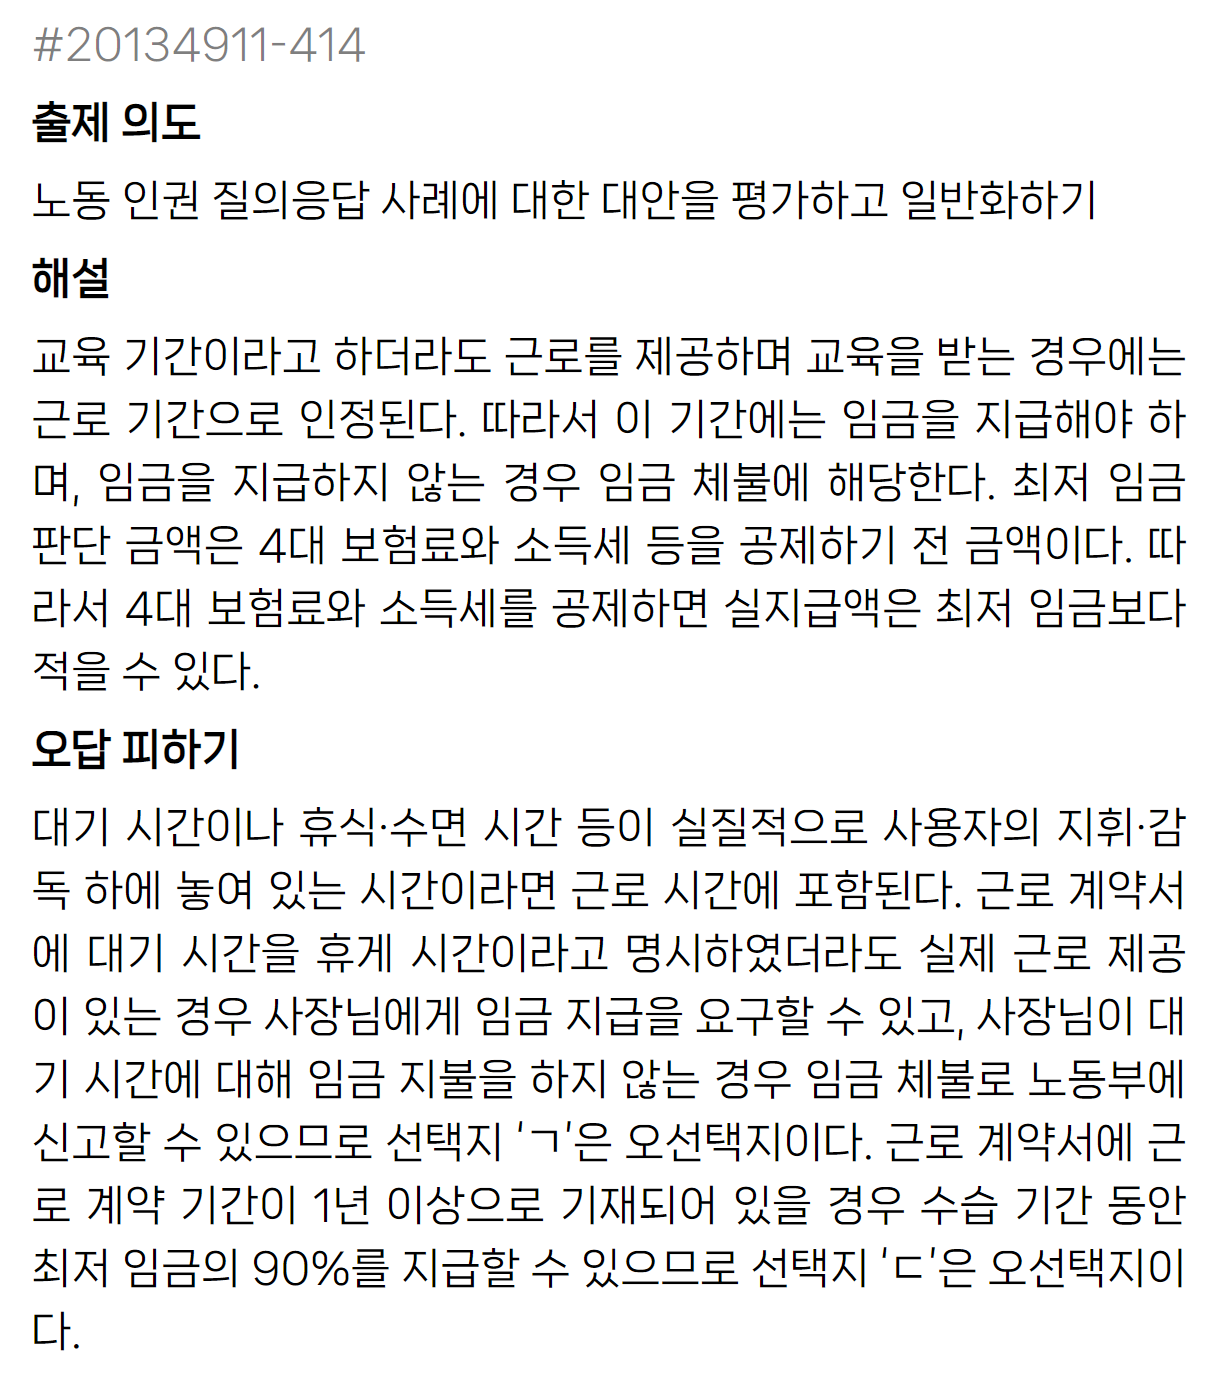 #20134911-414
출제 의도
노동 인권 질의응답 사례에 대한 대안을 평가하고 일반화하기
해설
교육 기간이라고 하더라도 근로를 제공하며 교육을 받는 경우에는
근로 기간으로 인정된다. 따라서 이 기간에는 임금을 지급해야 하
며, 임금을 지급하지 않는 경우 임금 체불에 해당한다. 최저 임금
판단 금액은 4대 보험료와 소득세 등을 공제하기 전 금액이다. 따
라서 4대 보험료와 소득세를 공제하면 실지급액은 최저 임금보다
적을 수 있다.
오답 피하기
대기 시간이나 휴식·수면 시간 등이 실질적으로 사용자의 지휘·감
독 하에 놓여 있는 시간이라면 근로 시간에 포함된다. 근로 계약서
에 대기 시간을 휴게 시간이라고 명시하였더라도 실제 근로 제공
이 있는 경우 사장님에게 임금 지급을 요구할 수 있고, 사장님이 대
기 시간에 대해 임금 지불을 하지 않는 경우 임금 체불로 노동부에
신고할 수 있으므로 선택지 'ㄱ'은 오선택지이다. 근로 계약서에 근
로 계약 기간이 1년 이상으로 기재되어 있을 경우 수습 기간 동안
최저 임금의 90%를 지급할 수 있으므로 선택지 'ㄷ'은 오선택지이
다.